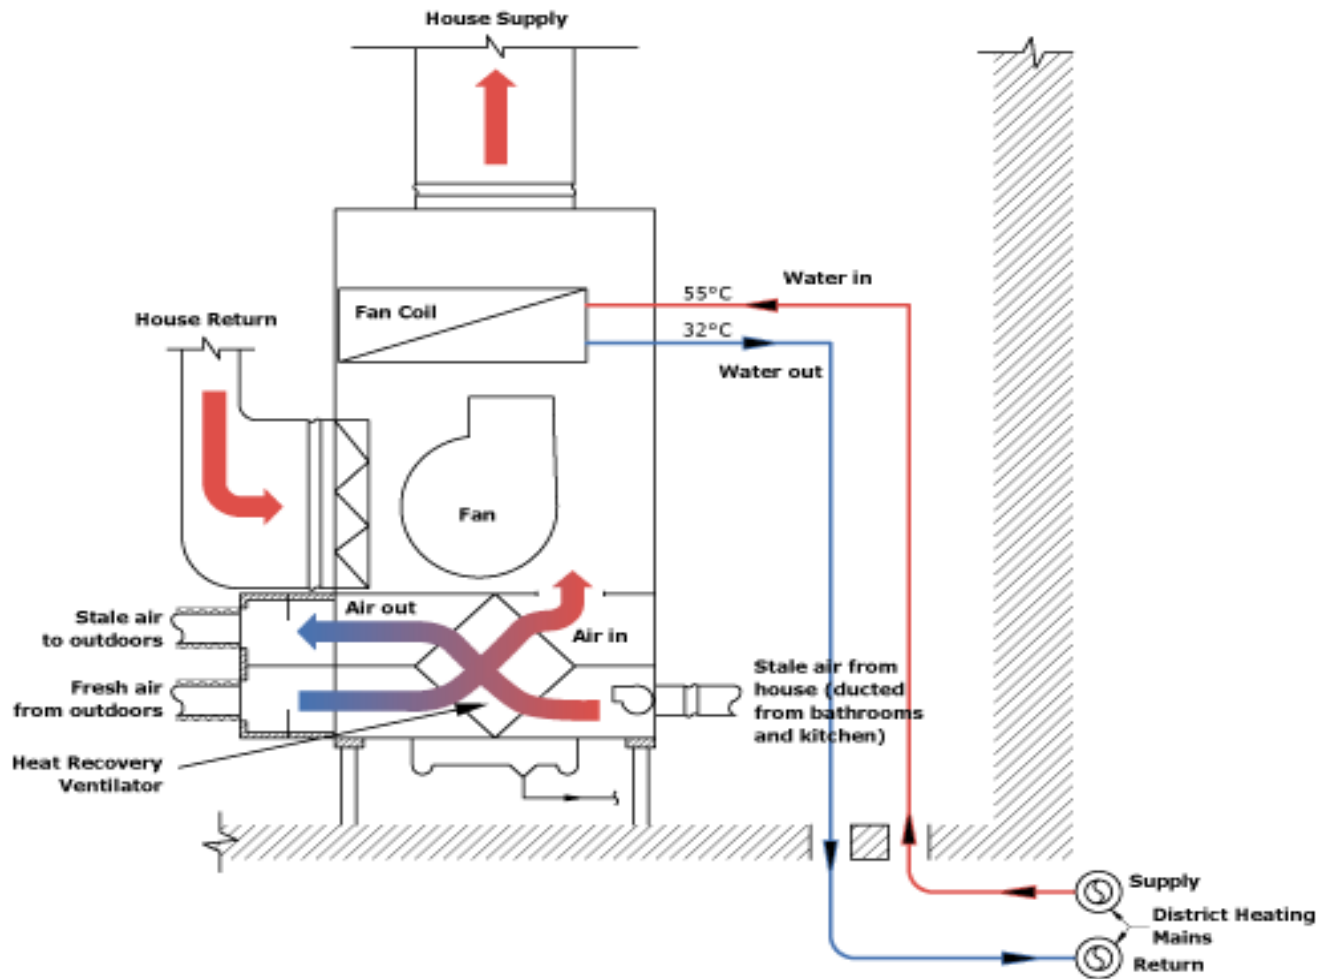 House Supply
Water in
55°C
Fan Coil
House Return
32°C
Water out
Fan
Air out
Stale air
to outdoors
Air in
Stale air from
house (ducted
from bathrooms
and kitchen)
Fresh air
from outdoors
Heat Recovery
Ventilator
Supply
District Heating
Mains
Return